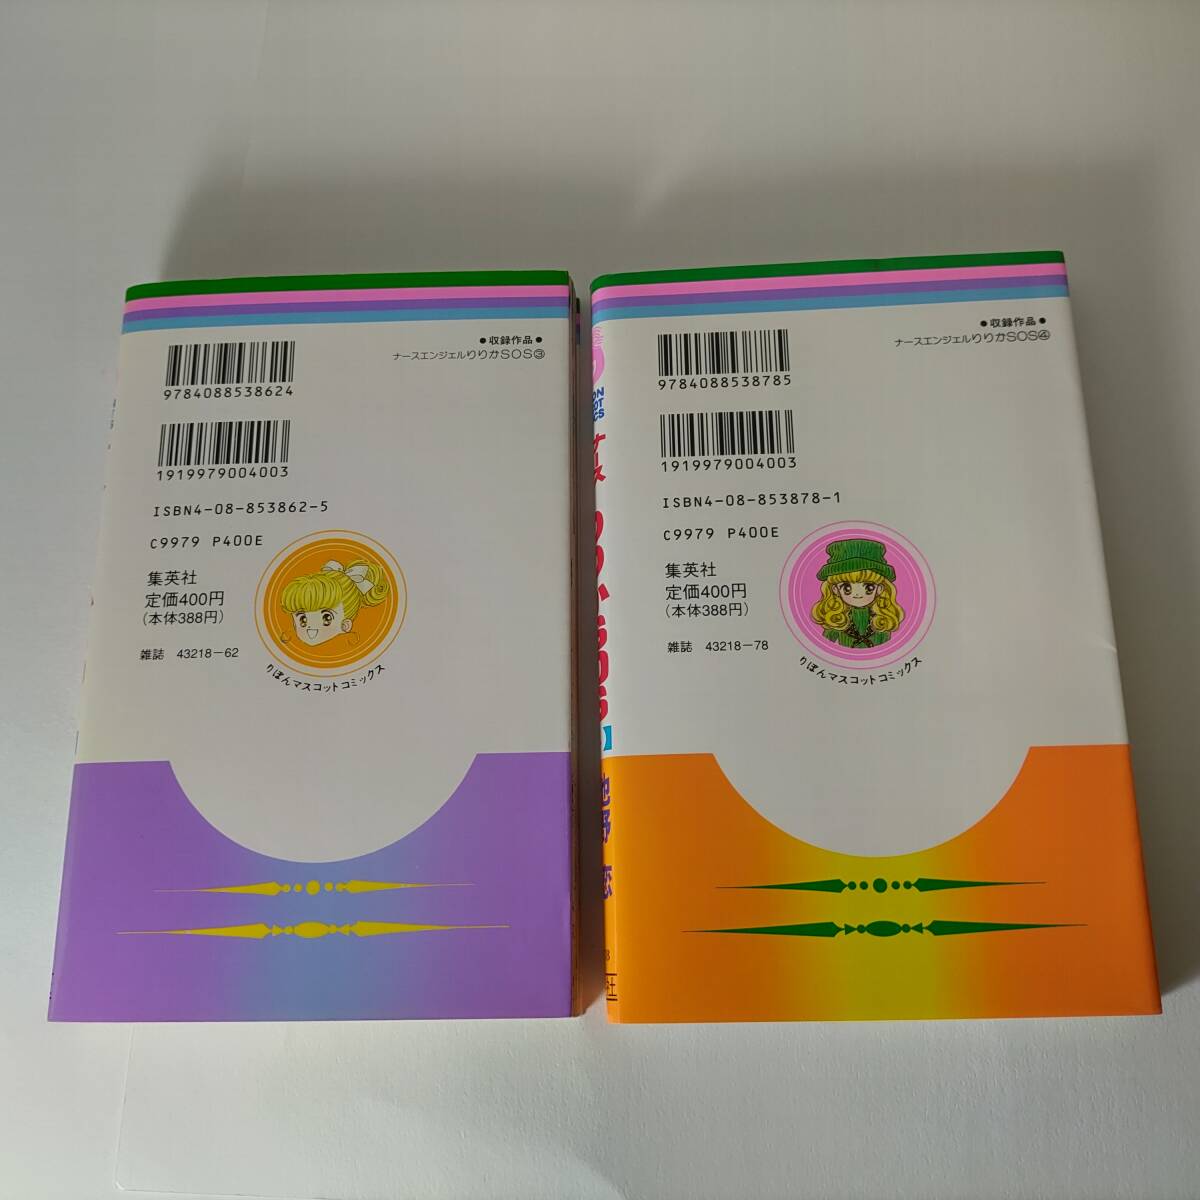 ●収録作品●
ナースエンジェルりりかSOS③
9784088538624
1919979004003
ISBN4-08-853862-5
C9979 P400E
集英社
定価400円
(本体388円)
雑誌 43218-62
りぼんマスコットコミックス
●収録作品●
ナースエンジェルりりかSOS④
9784088538785
1919979004003
ISBN4-08-853878-1
C9979 P400E
集英社
定価400円
(本体388円)
雑誌 43218-78
りぼんマスコットコミックス
ナース
池野 恋